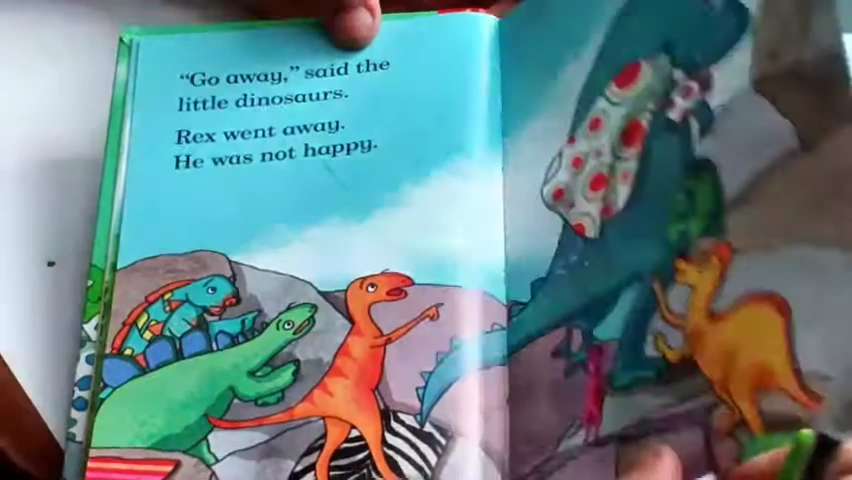 “Go away,” said the
little dinosaurs.
Rex went away.
He was not happy.